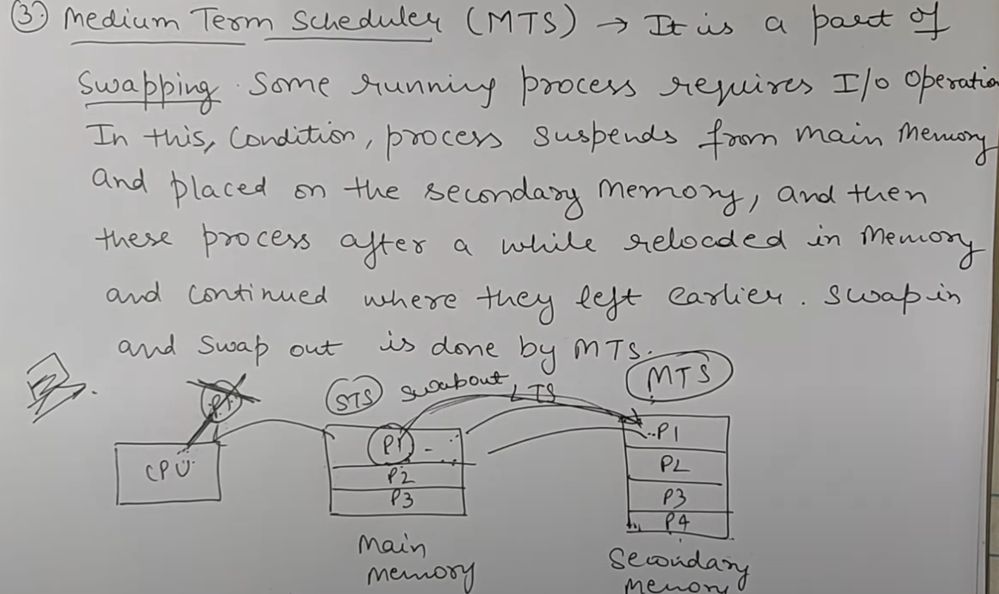 ③. Medium Term Scheduler (MTS) → It is a part of
Swapping. Some running process requires I/O operation
In this, Condition, process suspends from main memory
and placed on the secondary memory, and then
these process after a while reloaded in memory
and continued where they left earlier. swap in
and swap out is done by MTS.
STS swapout LTS MTS
CPU P1 P1
P2 P2
P3 P3
P4
Main
memory
Secondary
memory